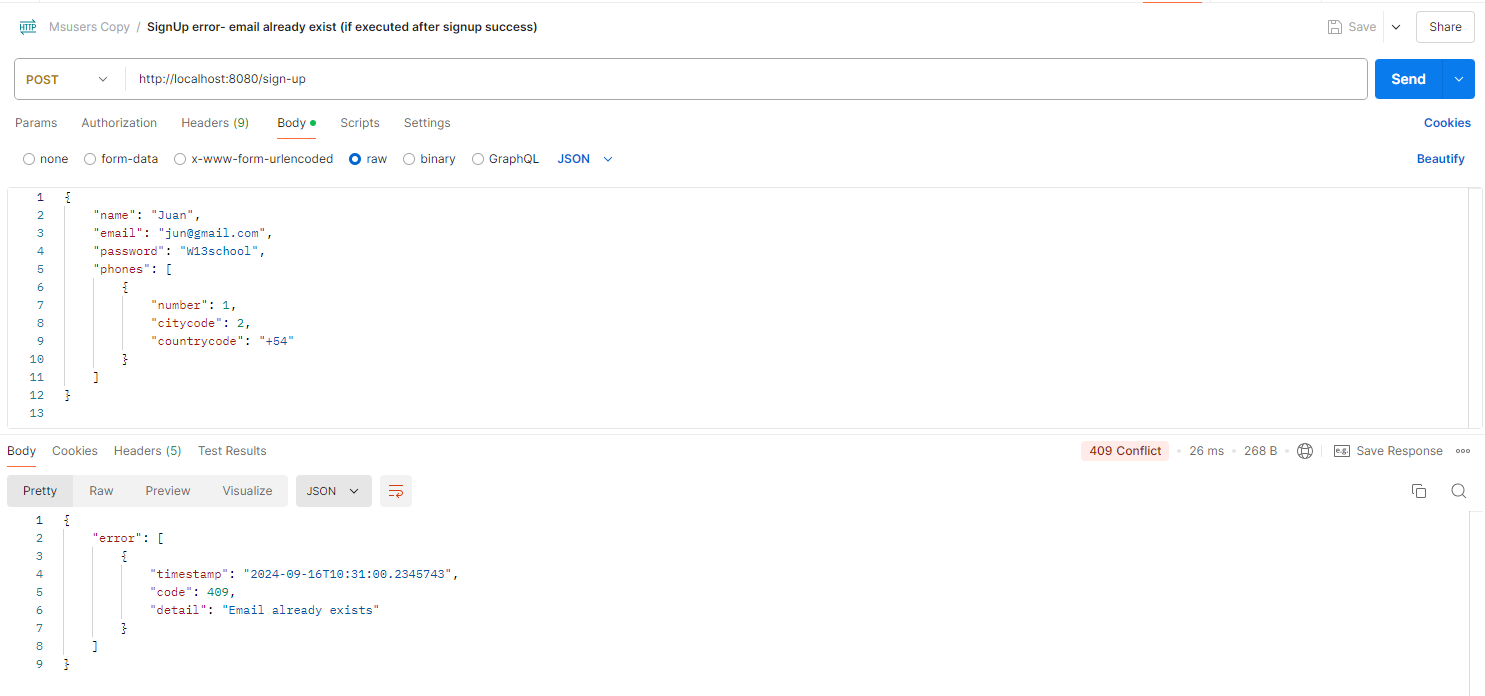 HTTP Msusers Copy / SignUp error- email already exist (if executed after signup success) Save Share
POST http://localhost:8080/sign-up Send
Params Authorization Headers (9) Body Scripts Settings Cookies
none form-data x-www-form-urlencoded raw binary GraphQL JSON Beautify
1 {
2 "name": "Juan",
3 "email": "jun@gmail.com",
4 "password": "W13school",
5 "phones": [
6 {
7 "number": 1,
8 "citycode": 2,
9 "countrycode": "+54"
10 }
11 ]
12 }
13
Body Cookies Headers (5) Test Results 409 Conflict 26 ms 268 B e.g. Save Response
Pretty Raw Preview Visualize JSON
1 {
2 "error": [
3 {
4 "timestamp": "2024-09-16T10:31:00.2345743",
5 "code": 409,
6 "detail": "Email already exists"
7 }
8 ]
9 }